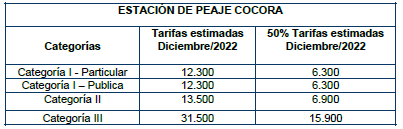 ESTACIÓN DE PEAJE COCORA
Categorías Tarifas estimadas Diciembre/2022 50% Tarifas estimadas Diciembre/2022
Categoría I - Particular 12.300 6.300
Categoría I – Publica 12.300 6.300
Categoría II 13.500 6.900
Categoría III 31.500 15.900